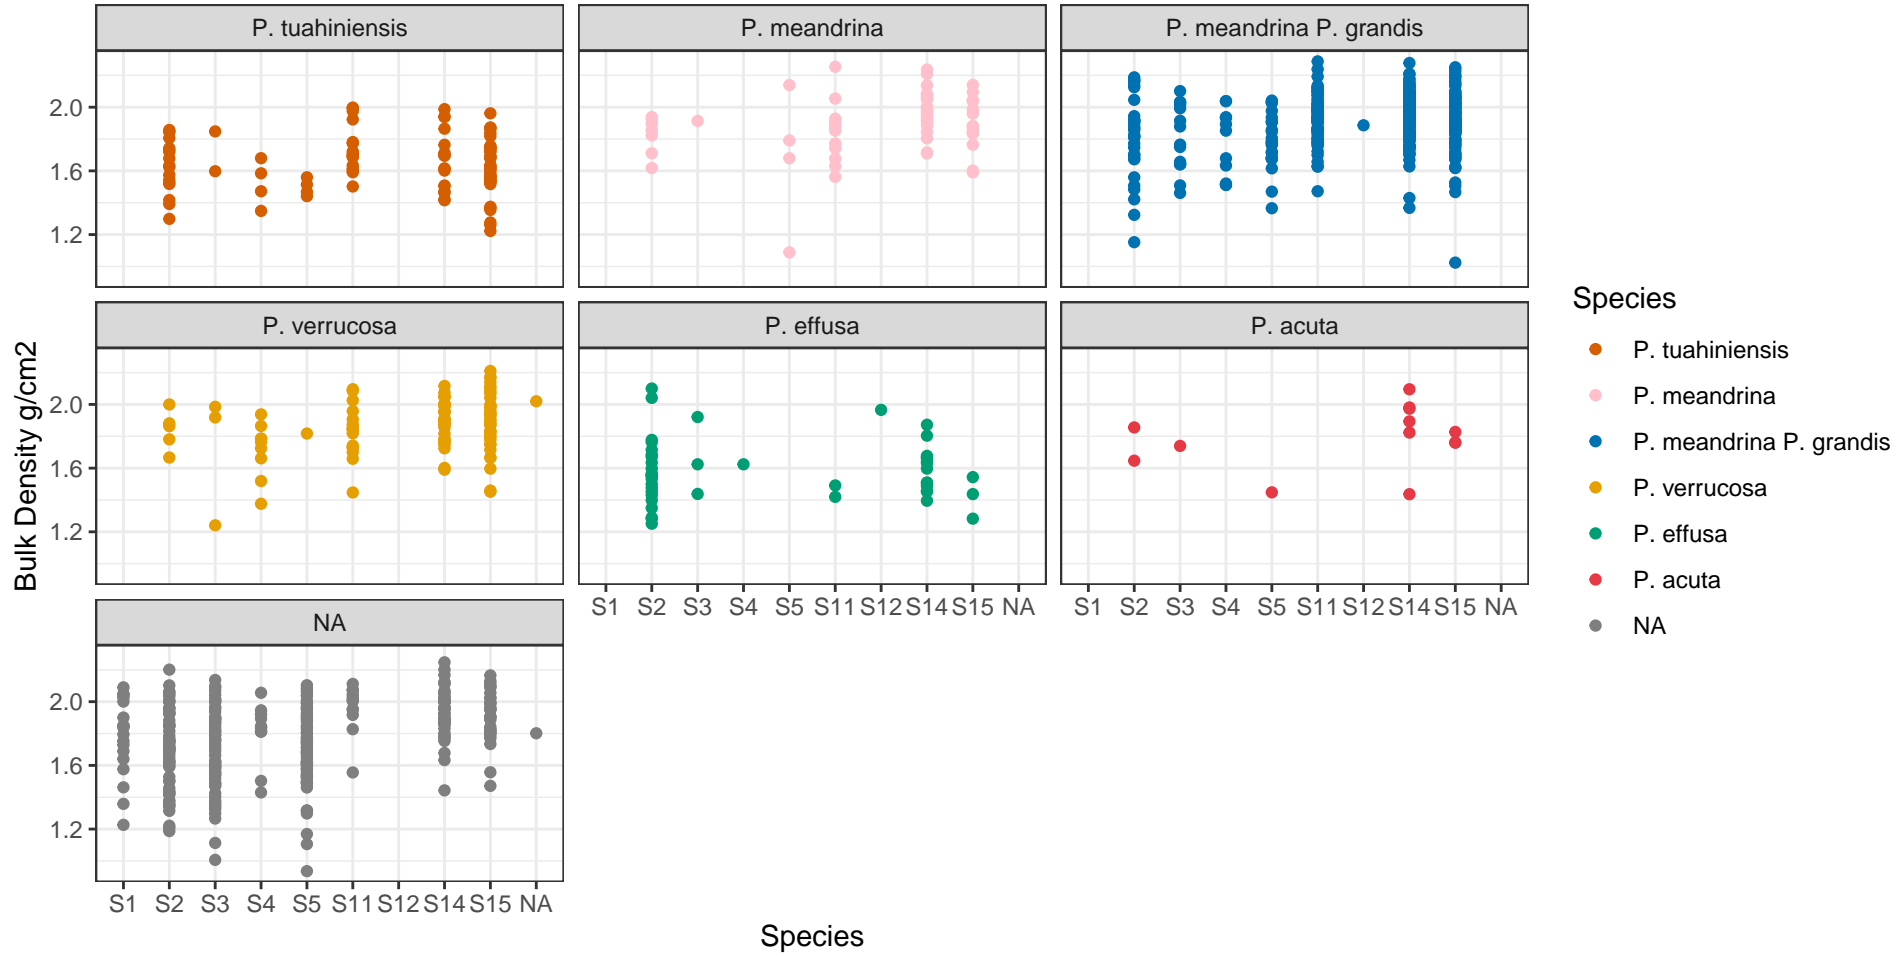 P. tuahiniensis
P. meandrina
P. meandrina P. grandis
2.0
1.6
1.2
P. verrucosa
P. effusa
P. acuta
2.0
1.6
1.2
S1 S2 S3 S4 S5 S11 S12 S14 S15 NA
S1 S2 S3 S4 S5 S11 S12 S14 S15 NA
NA
2.0
1.6
1.2
S1 S2 S3 S4 S5 S11 S12 S14 S15 NA
Species
Bulk Density g/cm2
Species
P. tuahiniensis
P. meandrina
P. meandrina P. grandis
P. verrucosa
P. effusa
P. acuta
NA